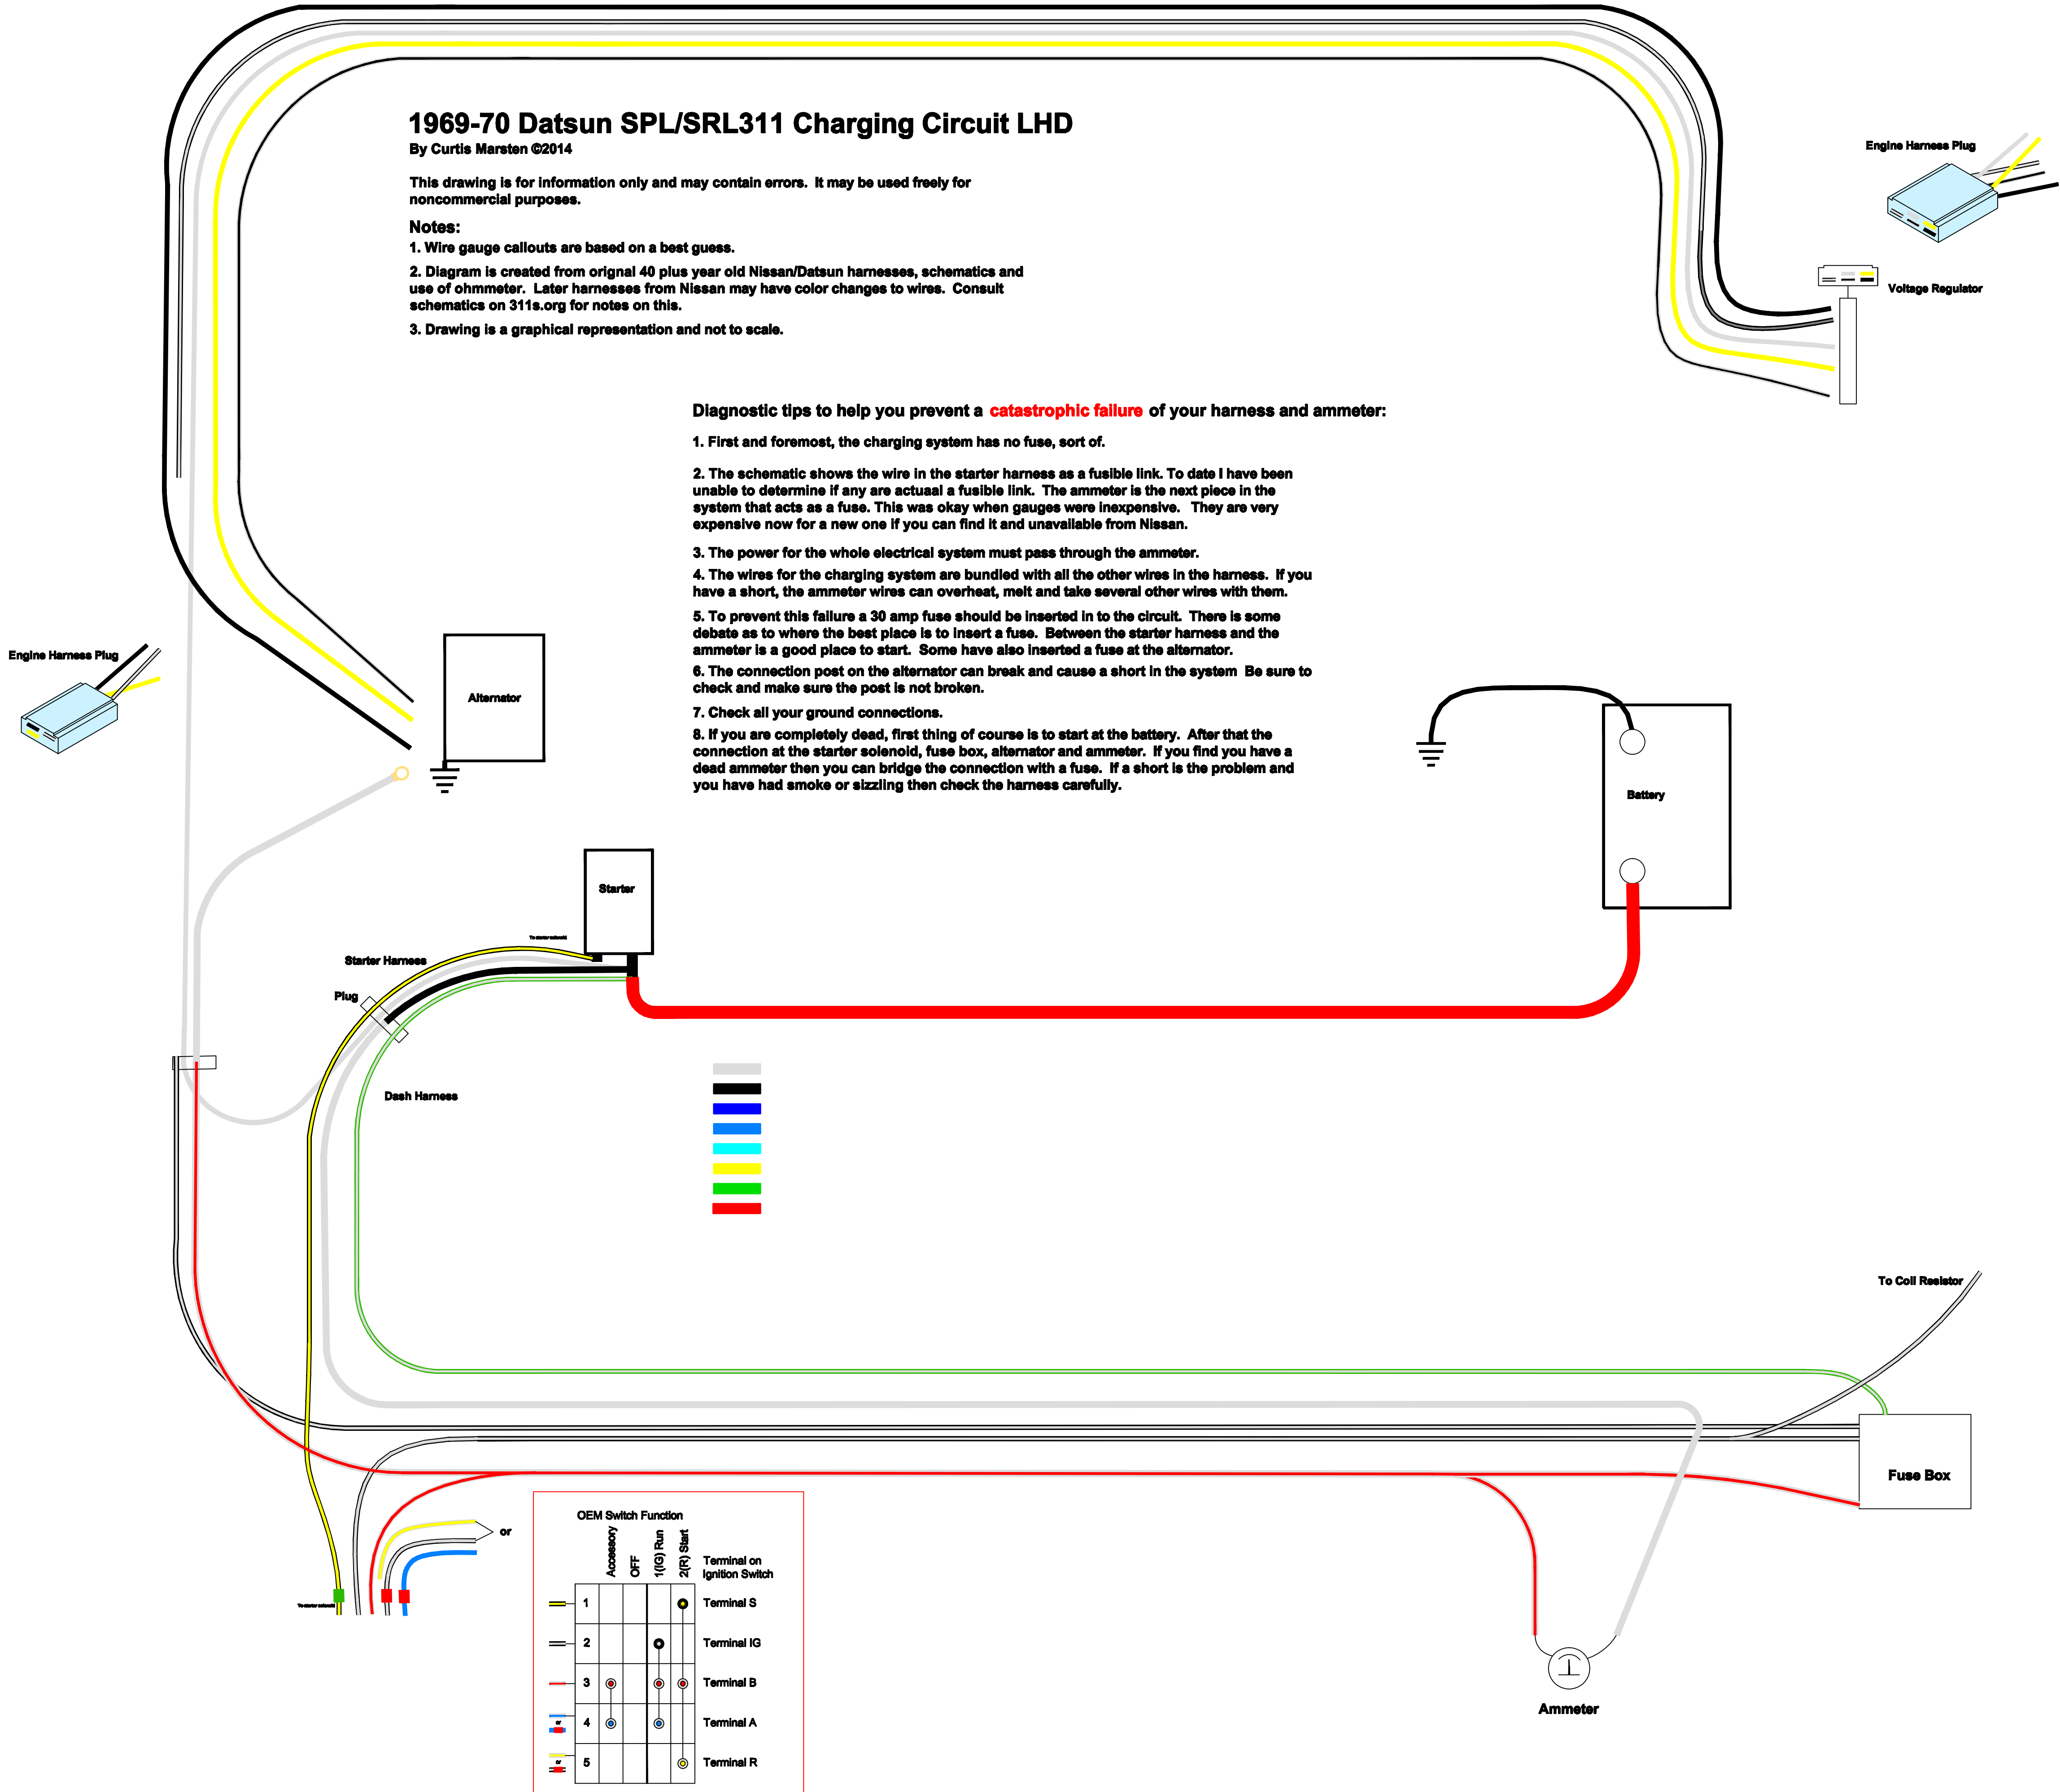 1969-70 Datsun SPL/SRL311 Charging Circuit LHD
By Curtis Marsten ©2014
This drawing is for information only and may contain errors. It may be used freely for
noncommercial purposes.
Notes:
1. Wire gauge callouts are based on a best guess.
2. Diagram is created from orignal 40 plus year old Nissan/Datsun harnesses, schematics and
use of ohmmeter. Later harnesses from Nissan may have color changes to wires. Consult
schematics on 311s.org for notes on this.
3. Drawing is a graphical representation and not to scale.
Engine Harness Plug
Voltage Regulator
Diagnostic tips to help you prevent a catastrophic failure of your harness and ammeter:
1. First and foremost, the charging system has no fuse, sort of.
2. The schematic shows the wire in the starter harness as a fusible link. To date I have been
unable to determine if any are actuaal a fusible link. The ammeter is the next piece in the
system that acts as a fuse. This was okay when gauges were inexpensive. They are very
expensive now for a new one if you can find it and unavailable from Nissan.
3. The power for the whole electrical system must pass through the ammeter.
4. The wires for the charging system are bundled with all the other wires in the harness. If you
have a short, the ammeter wires can overheat, melt and take several other wires with them.
5. To prevent this failure a 30 amp fuse should be inserted in to the circuit. There is some
debate as to where the best place is to insert a fuse. Between the starter harness and the
ammeter is a good place to start. Some have also inserted a fuse at the alternator.
6. The connection post on the alternator can break and cause a short in the system Be sure to
check and make sure the post is not broken.
7. Check all your ground connections.
8. If you are completely dead, first thing of course is to start at the battery. After that the
connection at the starter solenoid, fuse box, alternator and ammeter. If you find you have a
dead ammeter then you can bridge the connection with a fuse. If a short is the problem and
you have had smoke or sizzling then check the harness carefully.
Engine Harness Plug
Alternator
Battery
Starter
To starter solenoid
Starter Harness
Plug
Dash Harness
To Coil Resistor
Fuse Box
or
To starter solenoid
OEM Switch Function
Accessory
OFF
1(IG) Run
2(R) Start
Terminal on
Ignition Switch
1 Terminal S
2 Terminal IG
3 Terminal B
or 4 Terminal A
or 5 Terminal R
Ammeter